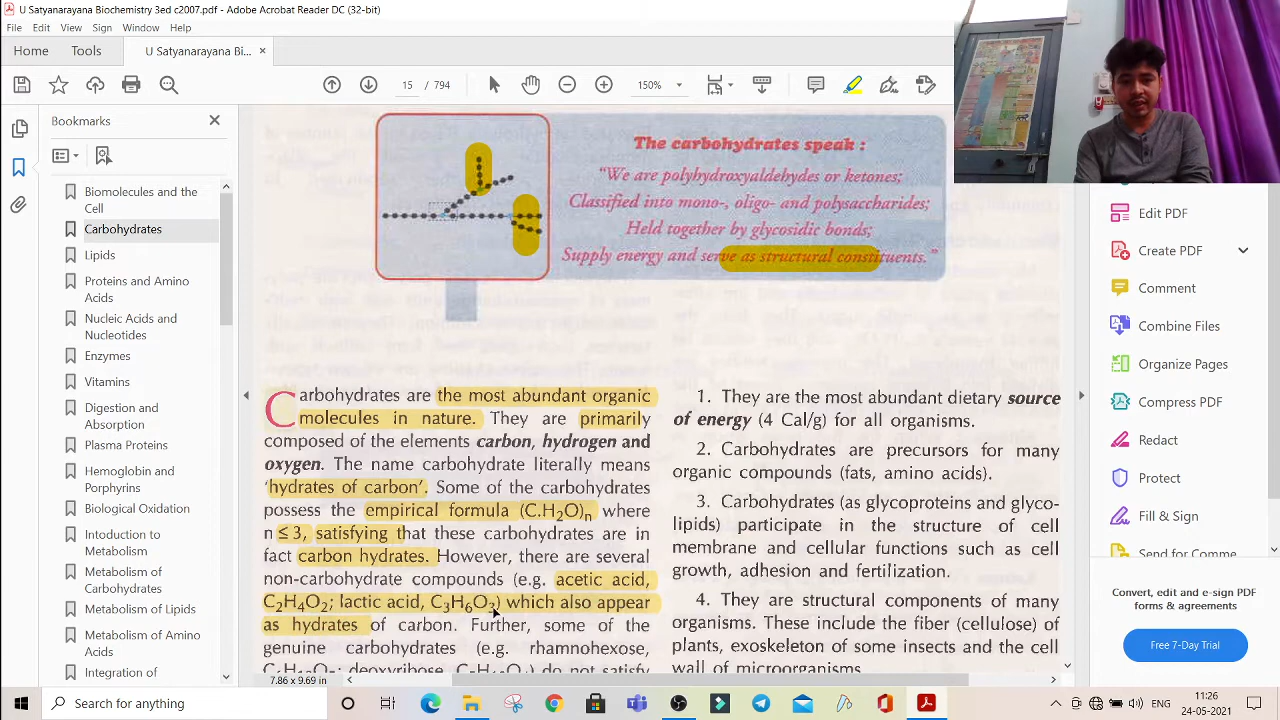 U Satyanarayana Biochemistry 3ed c2007.pdf - Adobe Acrobat Reader DC (32-bit)
File Edit View Sign Window Help
Home Tools U Satyanarayana Bi... ×
15 / 794 150%
Bookmarks
Biomolecules and the
Cell
Carbohydrates
Lipids
Proteins and Amino
Acids
Nucleic Acids and
Nucleotides
Enzymes
Vitamins
Digestion and
Absorption
Plasma Proteins
Hemoglobin and
Porphyrins
Biological Oxidation
Introduction to
Metabolism
Metabolism of
Carbohydrates
Metabolism of Lipids
Metabolism of Amino
Acids
Integration of
The carbohydrates speak :
"We are polyhydroxyaldehydes or ketones;
Classified into mono-, oligo- and polysaccharides;
Held together by glycosidic bonds;
Supply energy and serve as structural constituents."
Carbohydrates are the most abundant organic
molecules in nature. They are primarily
composed of the elements carbon, hydrogen and
oxygen. The name carbohydrate literally means
'hydrates of carbon'. Some of the carbohydrates
possess the empirical formula (C.H₂O)ₙ where
n ≤ 3, satisfying that these carbohydrates are in
fact carbon hydrates. However, there are several
non-carbohydrate compounds (e.g. acetic acid,
C₂H₄O₂; lactic acid, C₃H₆O₃) which also appear
as hydrates of carbon. Further, some of the
genuine carbohydrates (e.g. rhamnohexose,
deoxyribose, do not satisfy
1. They are the most abundant dietary source
of energy (4 Cal/g) for all organisms.
2. Carbohydrates are precursors for many
organic compounds (fats, amino acids).
3. Carbohydrates (as glycoproteins and glyco-
lipids) participate in the structure of cell
membrane and cellular functions such as cell
growth, adhesion and fertilization.
4. They are structural components of many
organisms. These include the fiber (cellulose) of
plants, exoskeleton of some insects and the cell
wall of microorganisms.
7.86 x 9.69 in
Edit PDF
Create PDF
Comment
Combine Files
Organize Pages
Compress PDF
Redact
Protect
Fill & Sign
Send for Comme
Convert, edit and e-sign PDF
forms & agreements
Free 7-Day Trial
Type here to search
ENG
11:26
24-05-2021